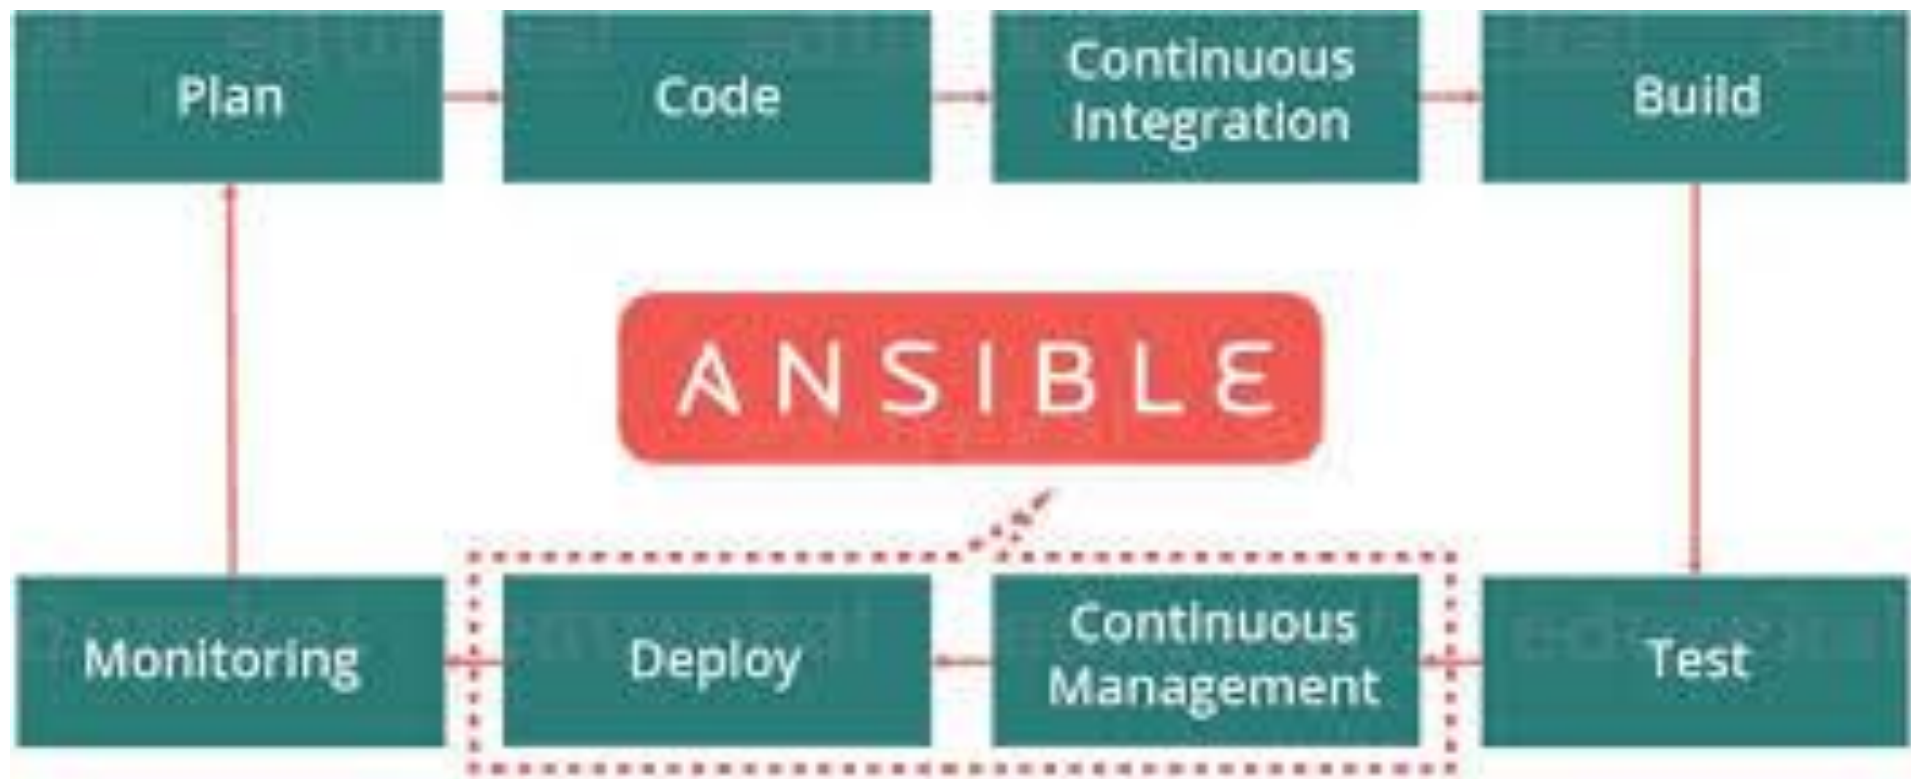 Plan
Code
Continuous
Integration
Build
ANSIBLE
Monitoring
Deploy
Continuous
Management
Test